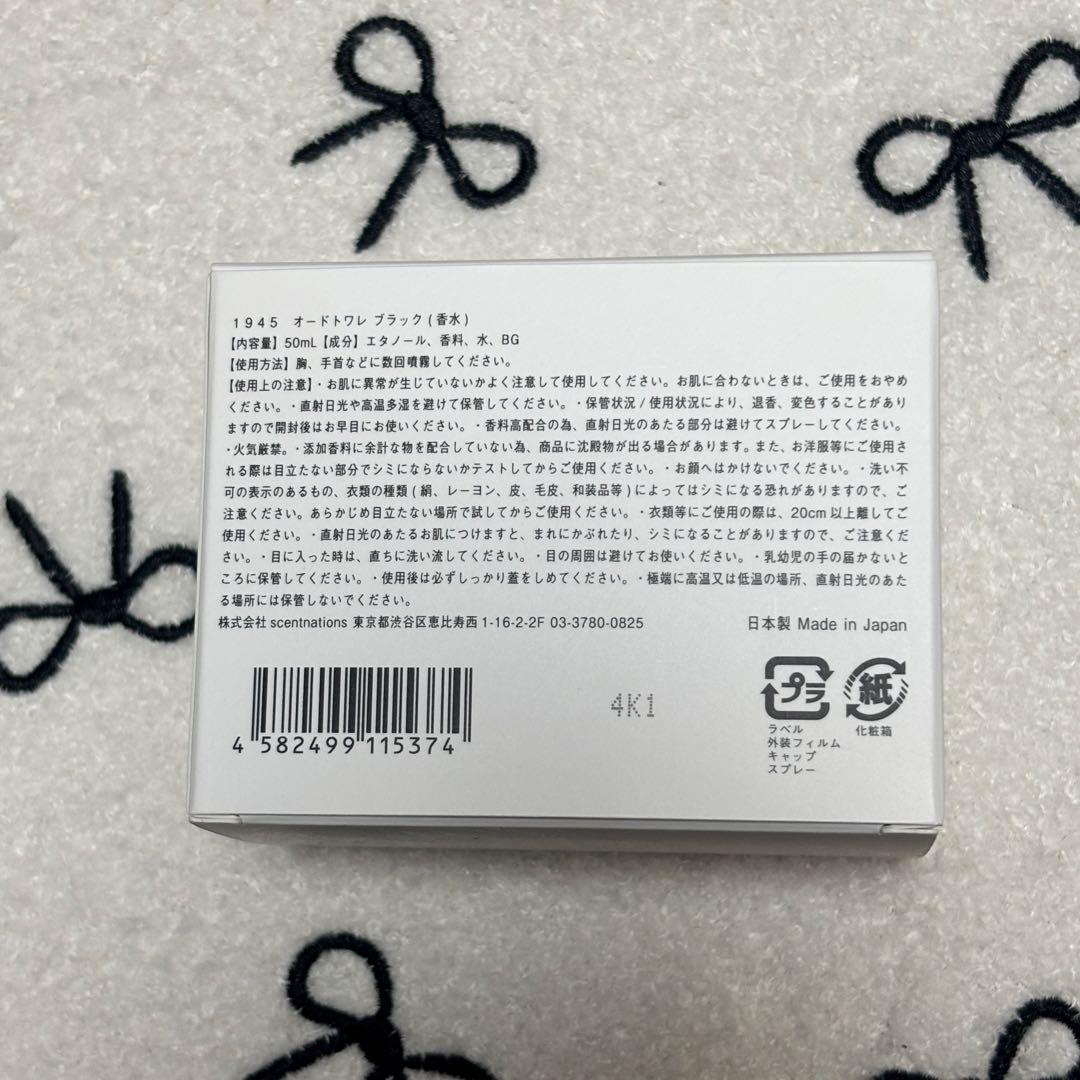 1945 オードトワレ ブラック(香水)
【内容量】50mL【成分】エタノール、香料、水、BG
【使用方法】胸、手首などに数回噴霧してください。
【使用上の注意】・お肌に異常が生じていないかよく注意して使用してください。お肌に合わないときは、ご使用をおやめ
ください。・直射日光や高温多湿を避けて保管してください。・保管状況/使用状況により、退香、変色することがあり
ますので開封後はお早目にお使いください。・香料高配合の為、直射日光のあたる部分は避けてスプレーしてください。
・火気厳禁。・添加香料に余計な物を配合していない為、商品に沈殿物が出る場合があります。また、お洋服等にご使用さ
れる際は目立たない部分でシミにならないかテストしてからご使用ください。・お顔へはかけないでください。・洗い不
可の表示のあるもの、衣類の種類(絹、レーヨン、皮、毛皮、和装品等)によってはシミになる恐れがありますので、ご
注意ください。あらかじめ目立たない場所で試してからご使用ください。・衣類等にご使用の際は、20cm以上離してご
使用ください。・直射日光のあたるお肌につけますと、まれにかぶれたり、シミになることがありますので、ご注意くだ
さい。・目に入った時は、直ちに洗い流してください。・目の周囲は避けてお使いください。・乳幼児の手の届かないと
ころに保管してください。・使用後は必ずしっかり蓋をしめてください。・極端に高温又は低温の場所、直射日光のあた
る場所には保管しないでください。
株式会社scentnations 東京都渋谷区恵比寿西1-16-2-2F 03-3780-0825 日本製 Made in Japan
4 582499 115374
4K1
プラ
ラベル
外装フィルム
キャップ
スプレー
紙
化粧箱